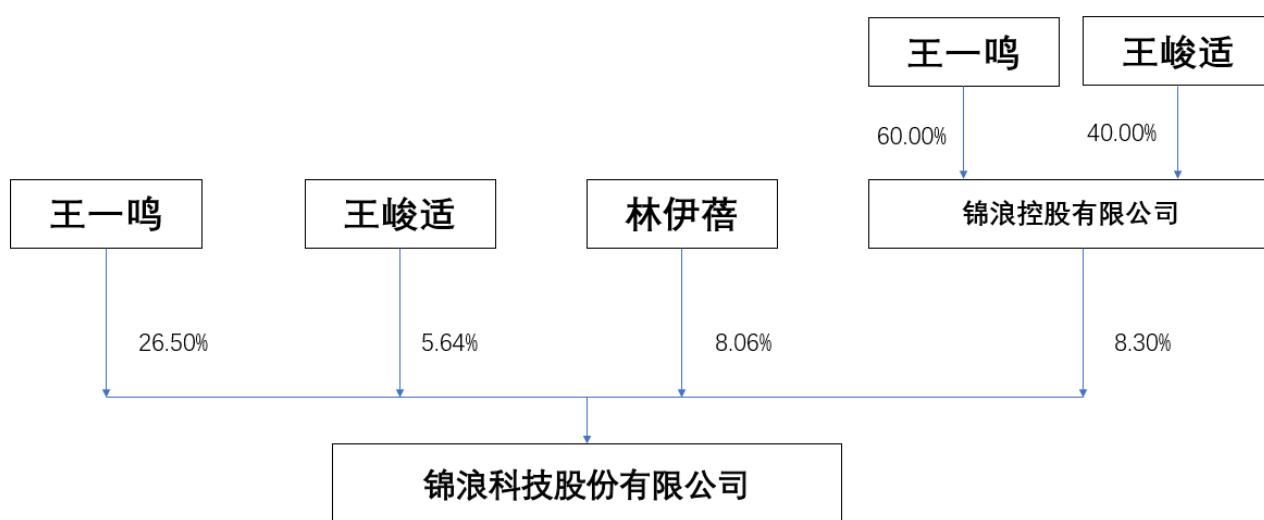 王一鸣 王峻适
60.00% 40.00%
王一鸣 王峻适 林伊蓓 锦浪控股有限公司
26.50% 5.64% 8.06% 8.30%
锦浪科技股份有限公司